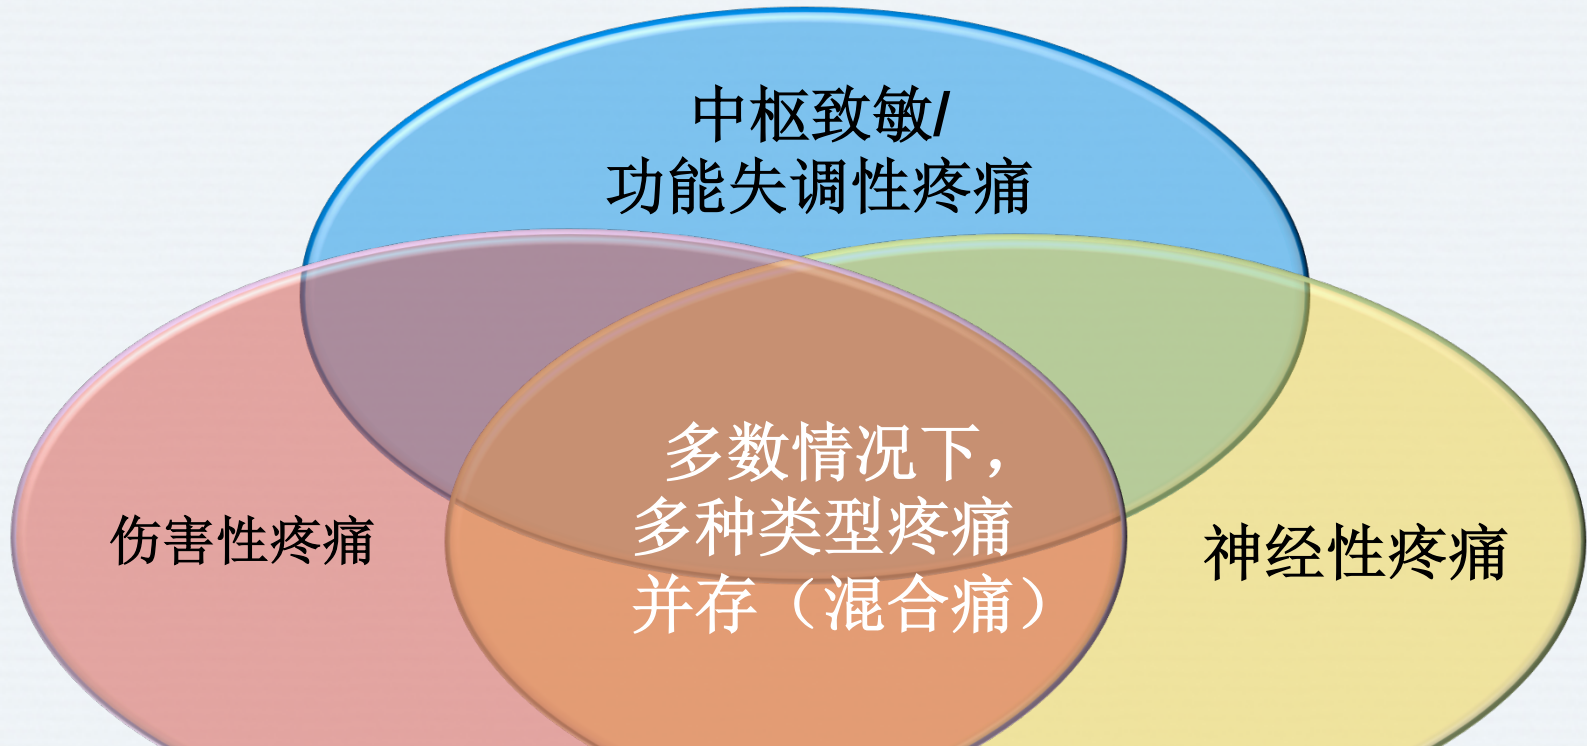 中枢致敏/
功能失调性疼痛
多数情况下，
多种类型疼痛
并存（混合痛）
伤害性疼痛
神经性疼痛